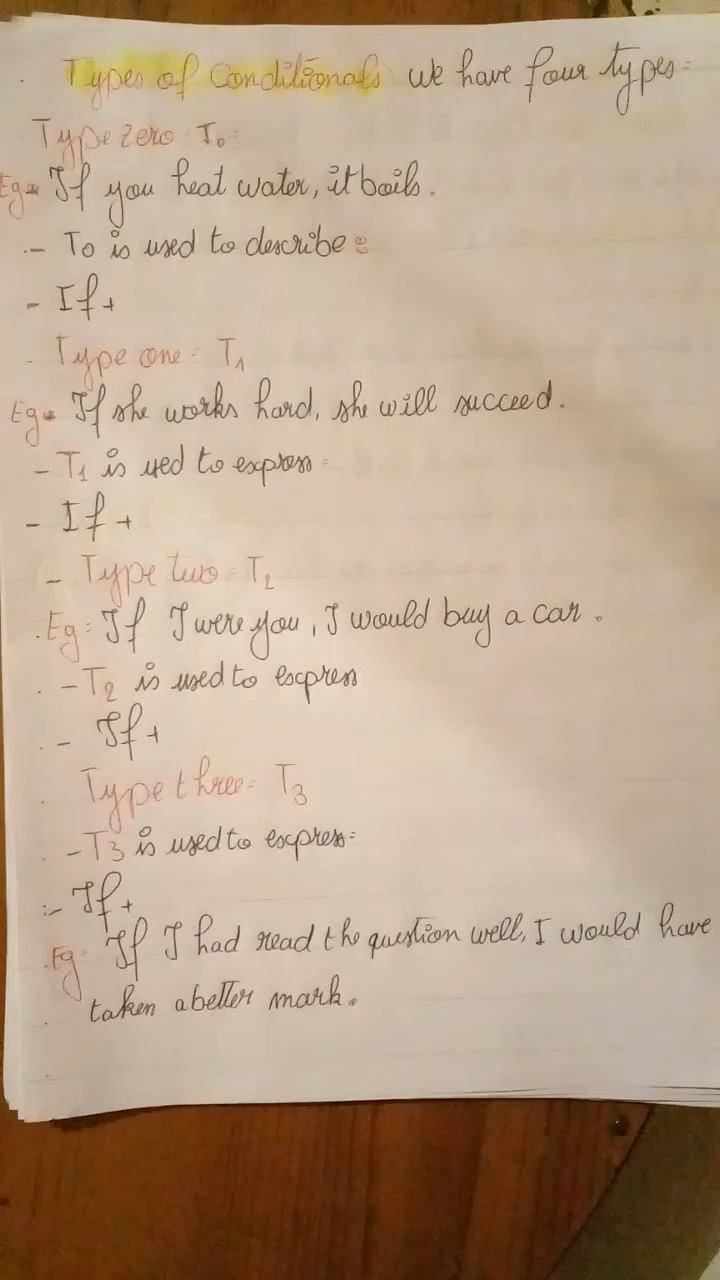 . Types of Conditionals we have four types:
Type zero : T0:
Eg: If you heat water, it boils.
- To is used to describe :
- If +
. Type one: T1
Eg: If she works hard, she will succeed.
- T1 is used to express:
- If +
- Type two: T2
. Eg: If I were you, I would buy a car.
. - T2 is used to express
. - If +
. Type three: T3
. - T3 is used to express:
. - If +
. Eg: If I had read the question well, I would have
. taken a better mark.